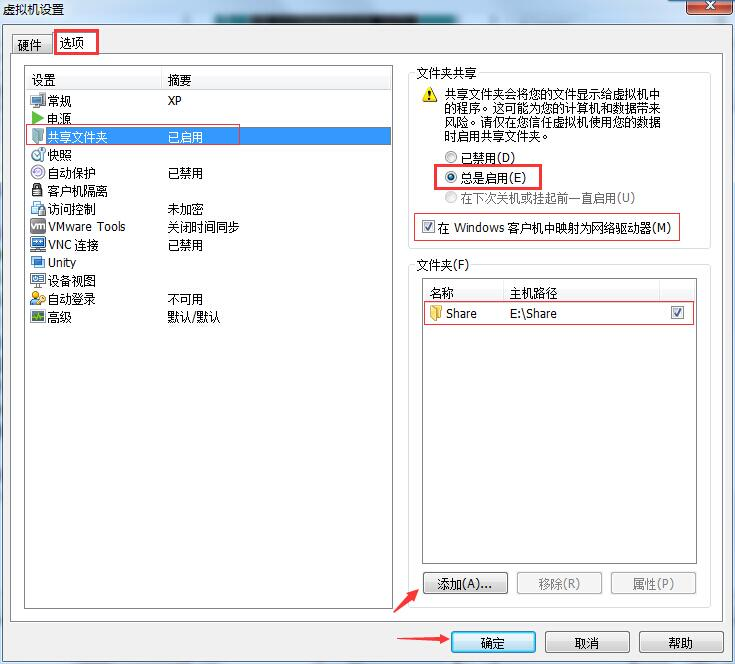 虚拟机设置
硬件 选项
设置 摘要
常规 XP
电源
共享文件夹 已启用
快照
自动保护 已禁用
客户机隔离
访问控制 未加密
VMware Tools 关闭时间同步
VNC 连接 已禁用
Unity
设备视图
自动登录 不可用
高级 默认/默认
文件夹共享
共享文件夹会将您的文件显示给虚拟机中
的程序。这可能为您的计算机和数据带来
风险。请仅在您信任虚拟机使用您的数据
时启用共享文件夹。
已禁用(D)
总是启用(E)
在下次关机或挂起前一直启用(U)
在 Windows 客户机中映射为网络驱动器(M)
文件夹(F)
名称 主机路径
Share E:\Share
添加(A)... 移除(R) 属性(P)
确定 取消 帮助